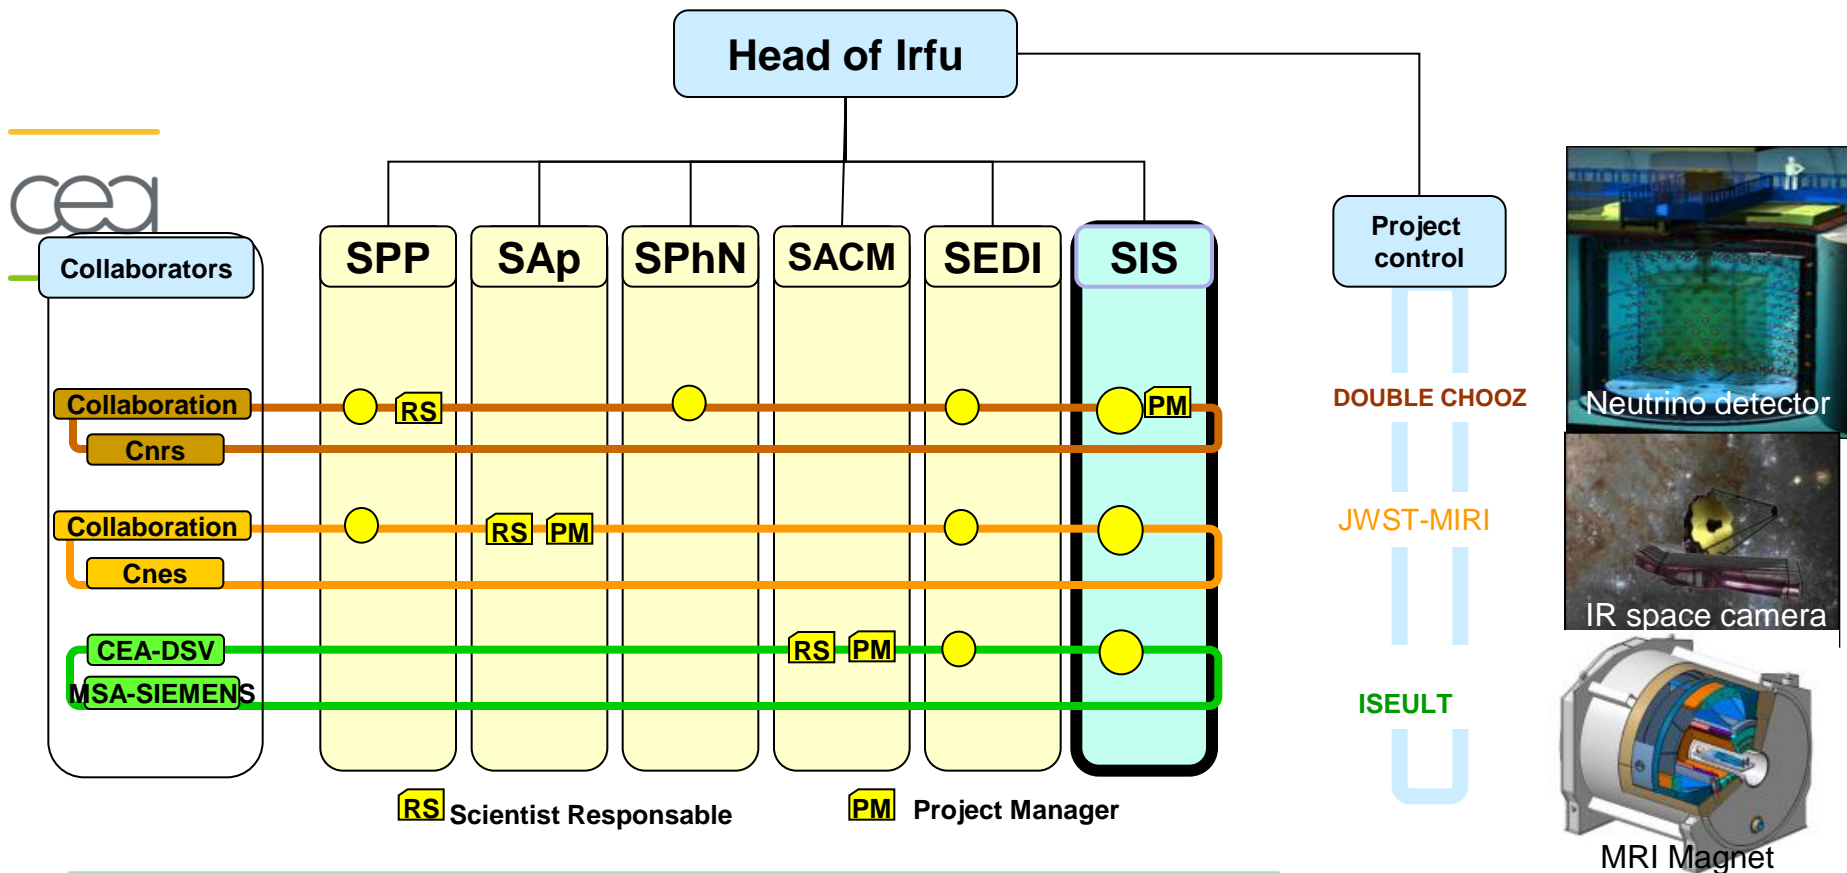 Head of Irfu
cea
Collaborators
SPP
SAp
SPhN
SACM
SEDI
SIS
Project
control
Collaboration
RS
PM
DOUBLE CHOOZ
Neutrino detector
Cnrs
Collaboration
RS
PM
JWST-MIRI
Cnes
IR space camera
CEA-DSV
RS
PM
MSA-SIEMENS
ISEULT
RS Scientist Responsable
PM Project Manager
MRI Magnet